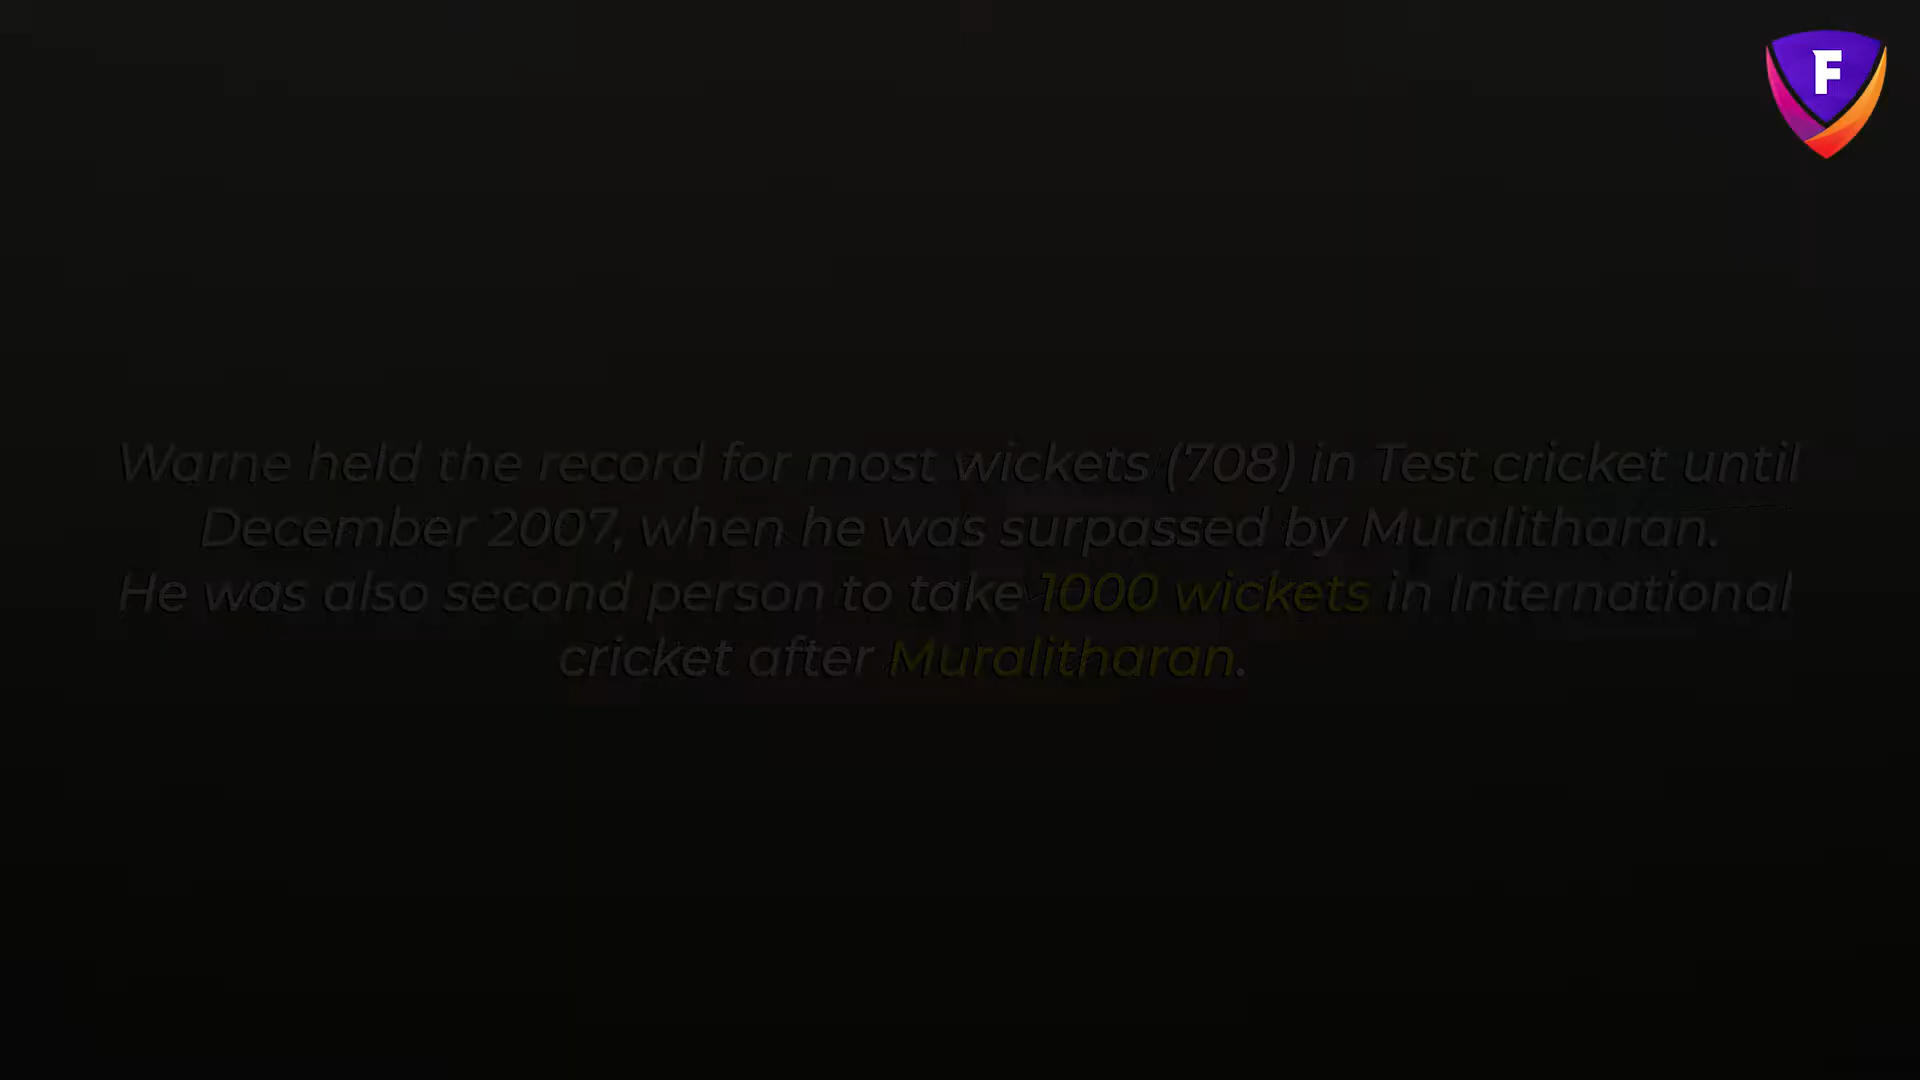 F
Warne held the record for most wickets (708) in Test cricket until
December 2007, when he was surpassed by Muralitharan.
He was also second person to take 1000 wickets in International
cricket after Muralitharan.